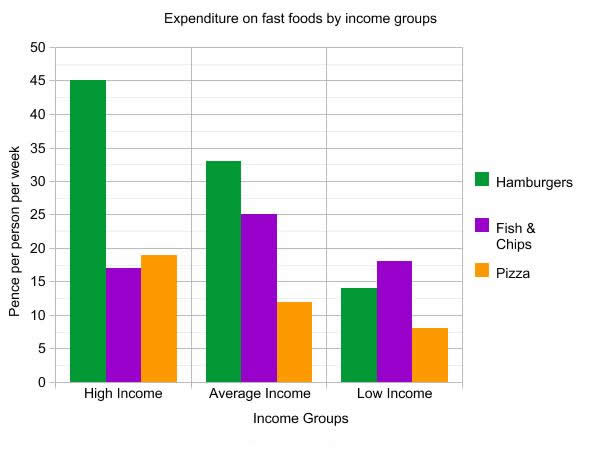 Expenditure on fast foods by income groups
50
45
40
35
30
25
20
15
10
5
0
Pence per person per week
High Income
Average Income
Low Income
Income Groups
Hamburgers
Fish &
Chips
Pizza